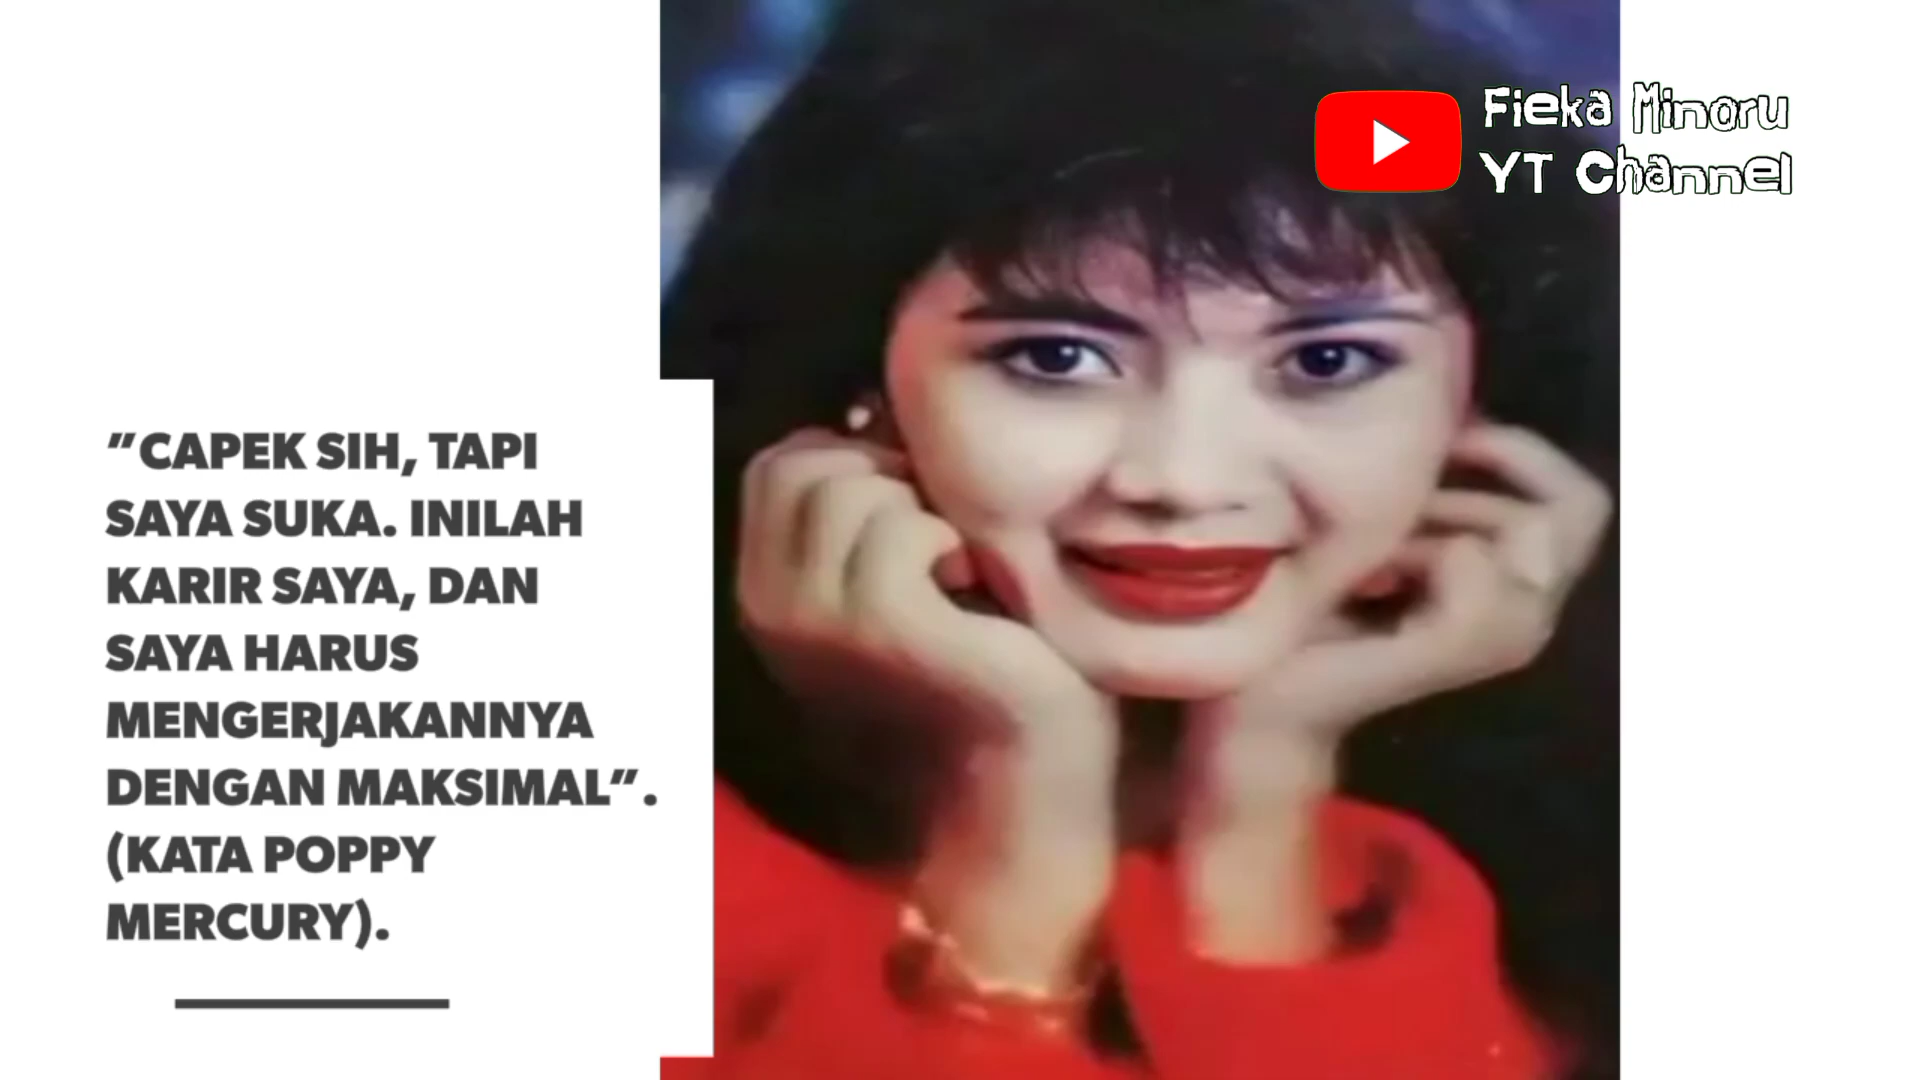 Fieka Minoru
YT Channel
"CAPEK SIH, TAPI
SAYA SUKA. INILAH
KARIR SAYA, DAN
SAYA HARUS
MENGERJAKANNYA
DENGAN MAKSIMAL".
(KATA POPPY
MERCURY).